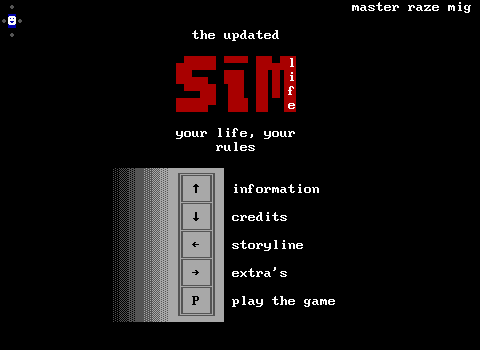 master raze mig
the updated
SiM
life
your life, your
rules
↑ information
↓ credits
← storyline
→ extra's
P play the game